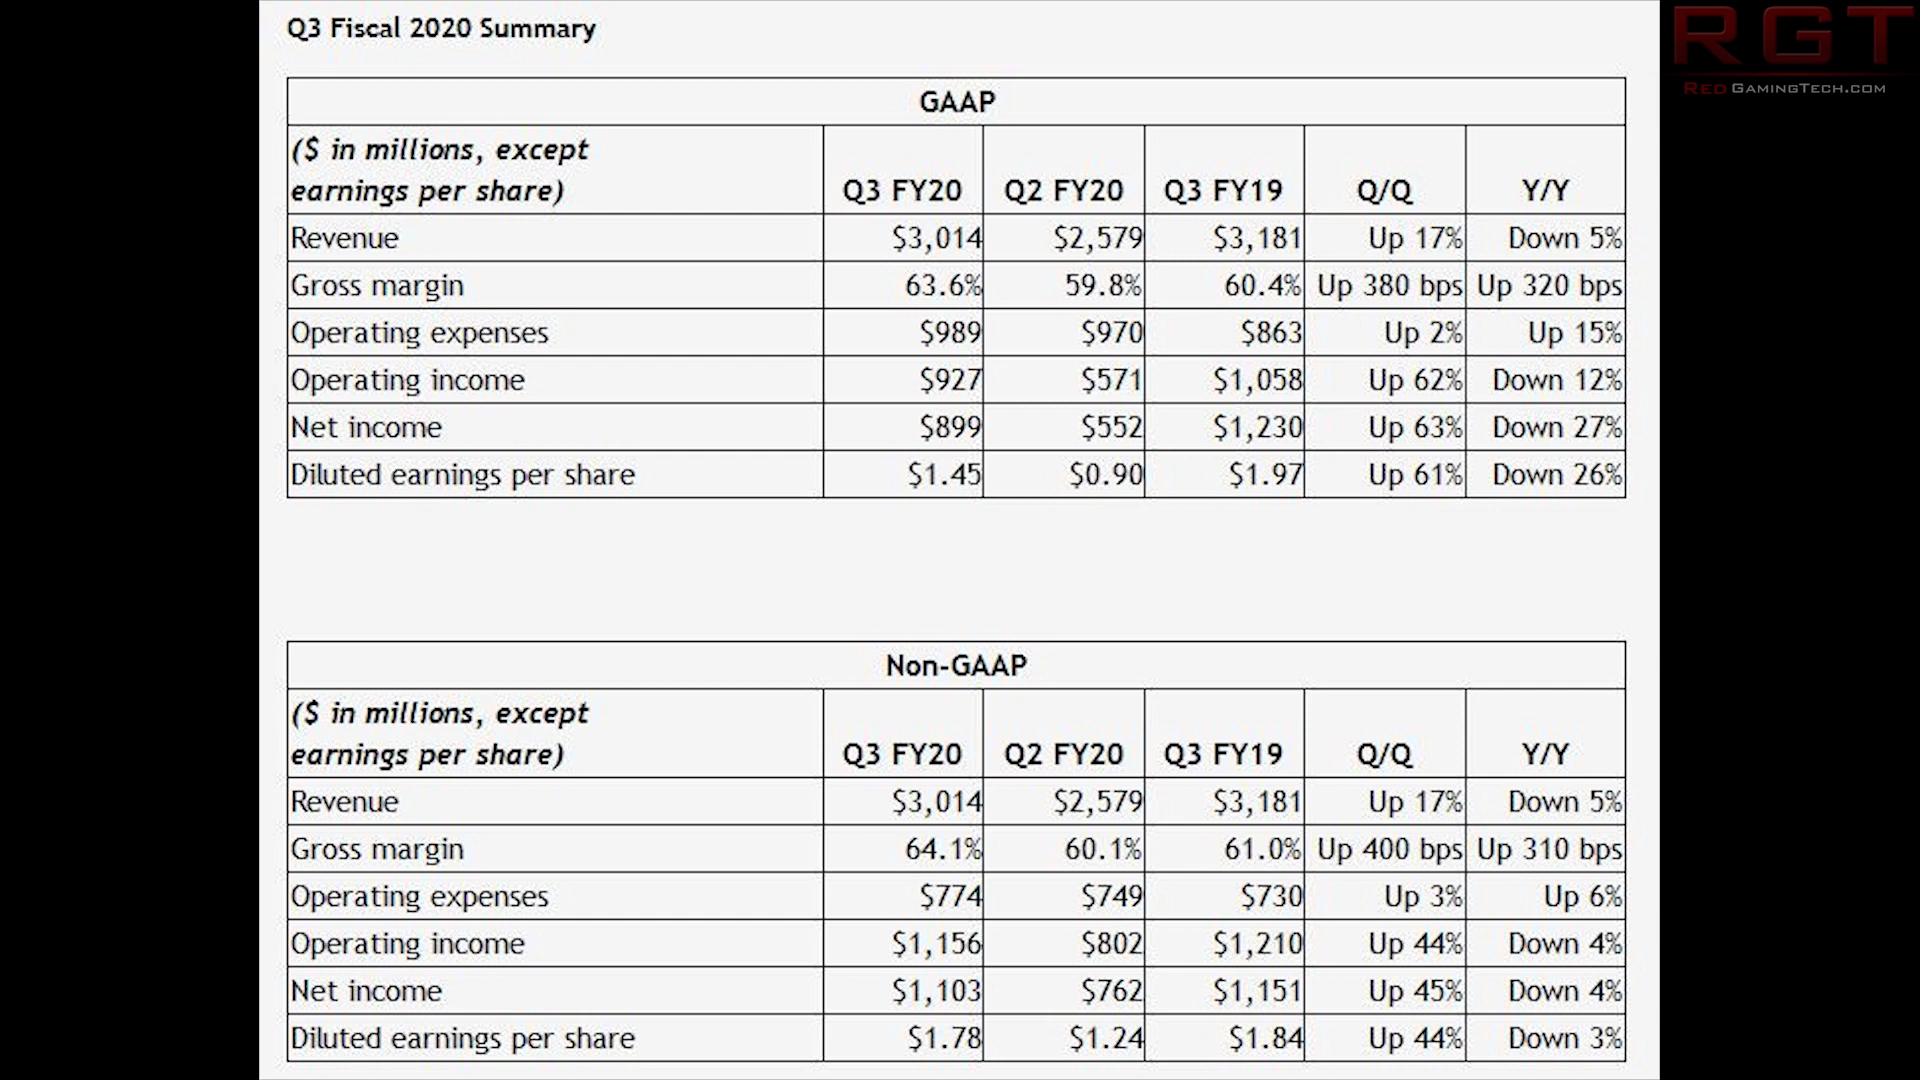 Q3 Fiscal 2020 Summary
RGT
RED GAMINGTECH.COM
GAAP
($ in millions, except
earnings per share) Q3 FY20 Q2 FY20 Q3 FY19 Q/Q Y/Y
Revenue $3,014 $2,579 $3,181 Up 17% Down 5%
Gross margin 63.6% 59.8% 60.4% Up 380 bps Up 320 bps
Operating expenses $989 $970 $863 Up 2% Up 15%
Operating income $927 $571 $1,058 Up 62% Down 12%
Net income $899 $552 $1,230 Up 63% Down 27%
Diluted earnings per share $1.45 $0.90 $1.97 Up 61% Down 26%
Non-GAAP
($ in millions, except
earnings per share) Q3 FY20 Q2 FY20 Q3 FY19 Q/Q Y/Y
Revenue $3,014 $2,579 $3,181 Up 17% Down 5%
Gross margin 64.1% 60.1% 61.0% Up 400 bps Up 310 bps
Operating expenses $774 $749 $730 Up 3% Up 6%
Operating income $1,156 $802 $1,210 Up 44% Down 4%
Net income $1,103 $762 $1,151 Up 45% Down 4%
Diluted earnings per share $1.78 $1.24 $1.84 Up 44% Down 3%